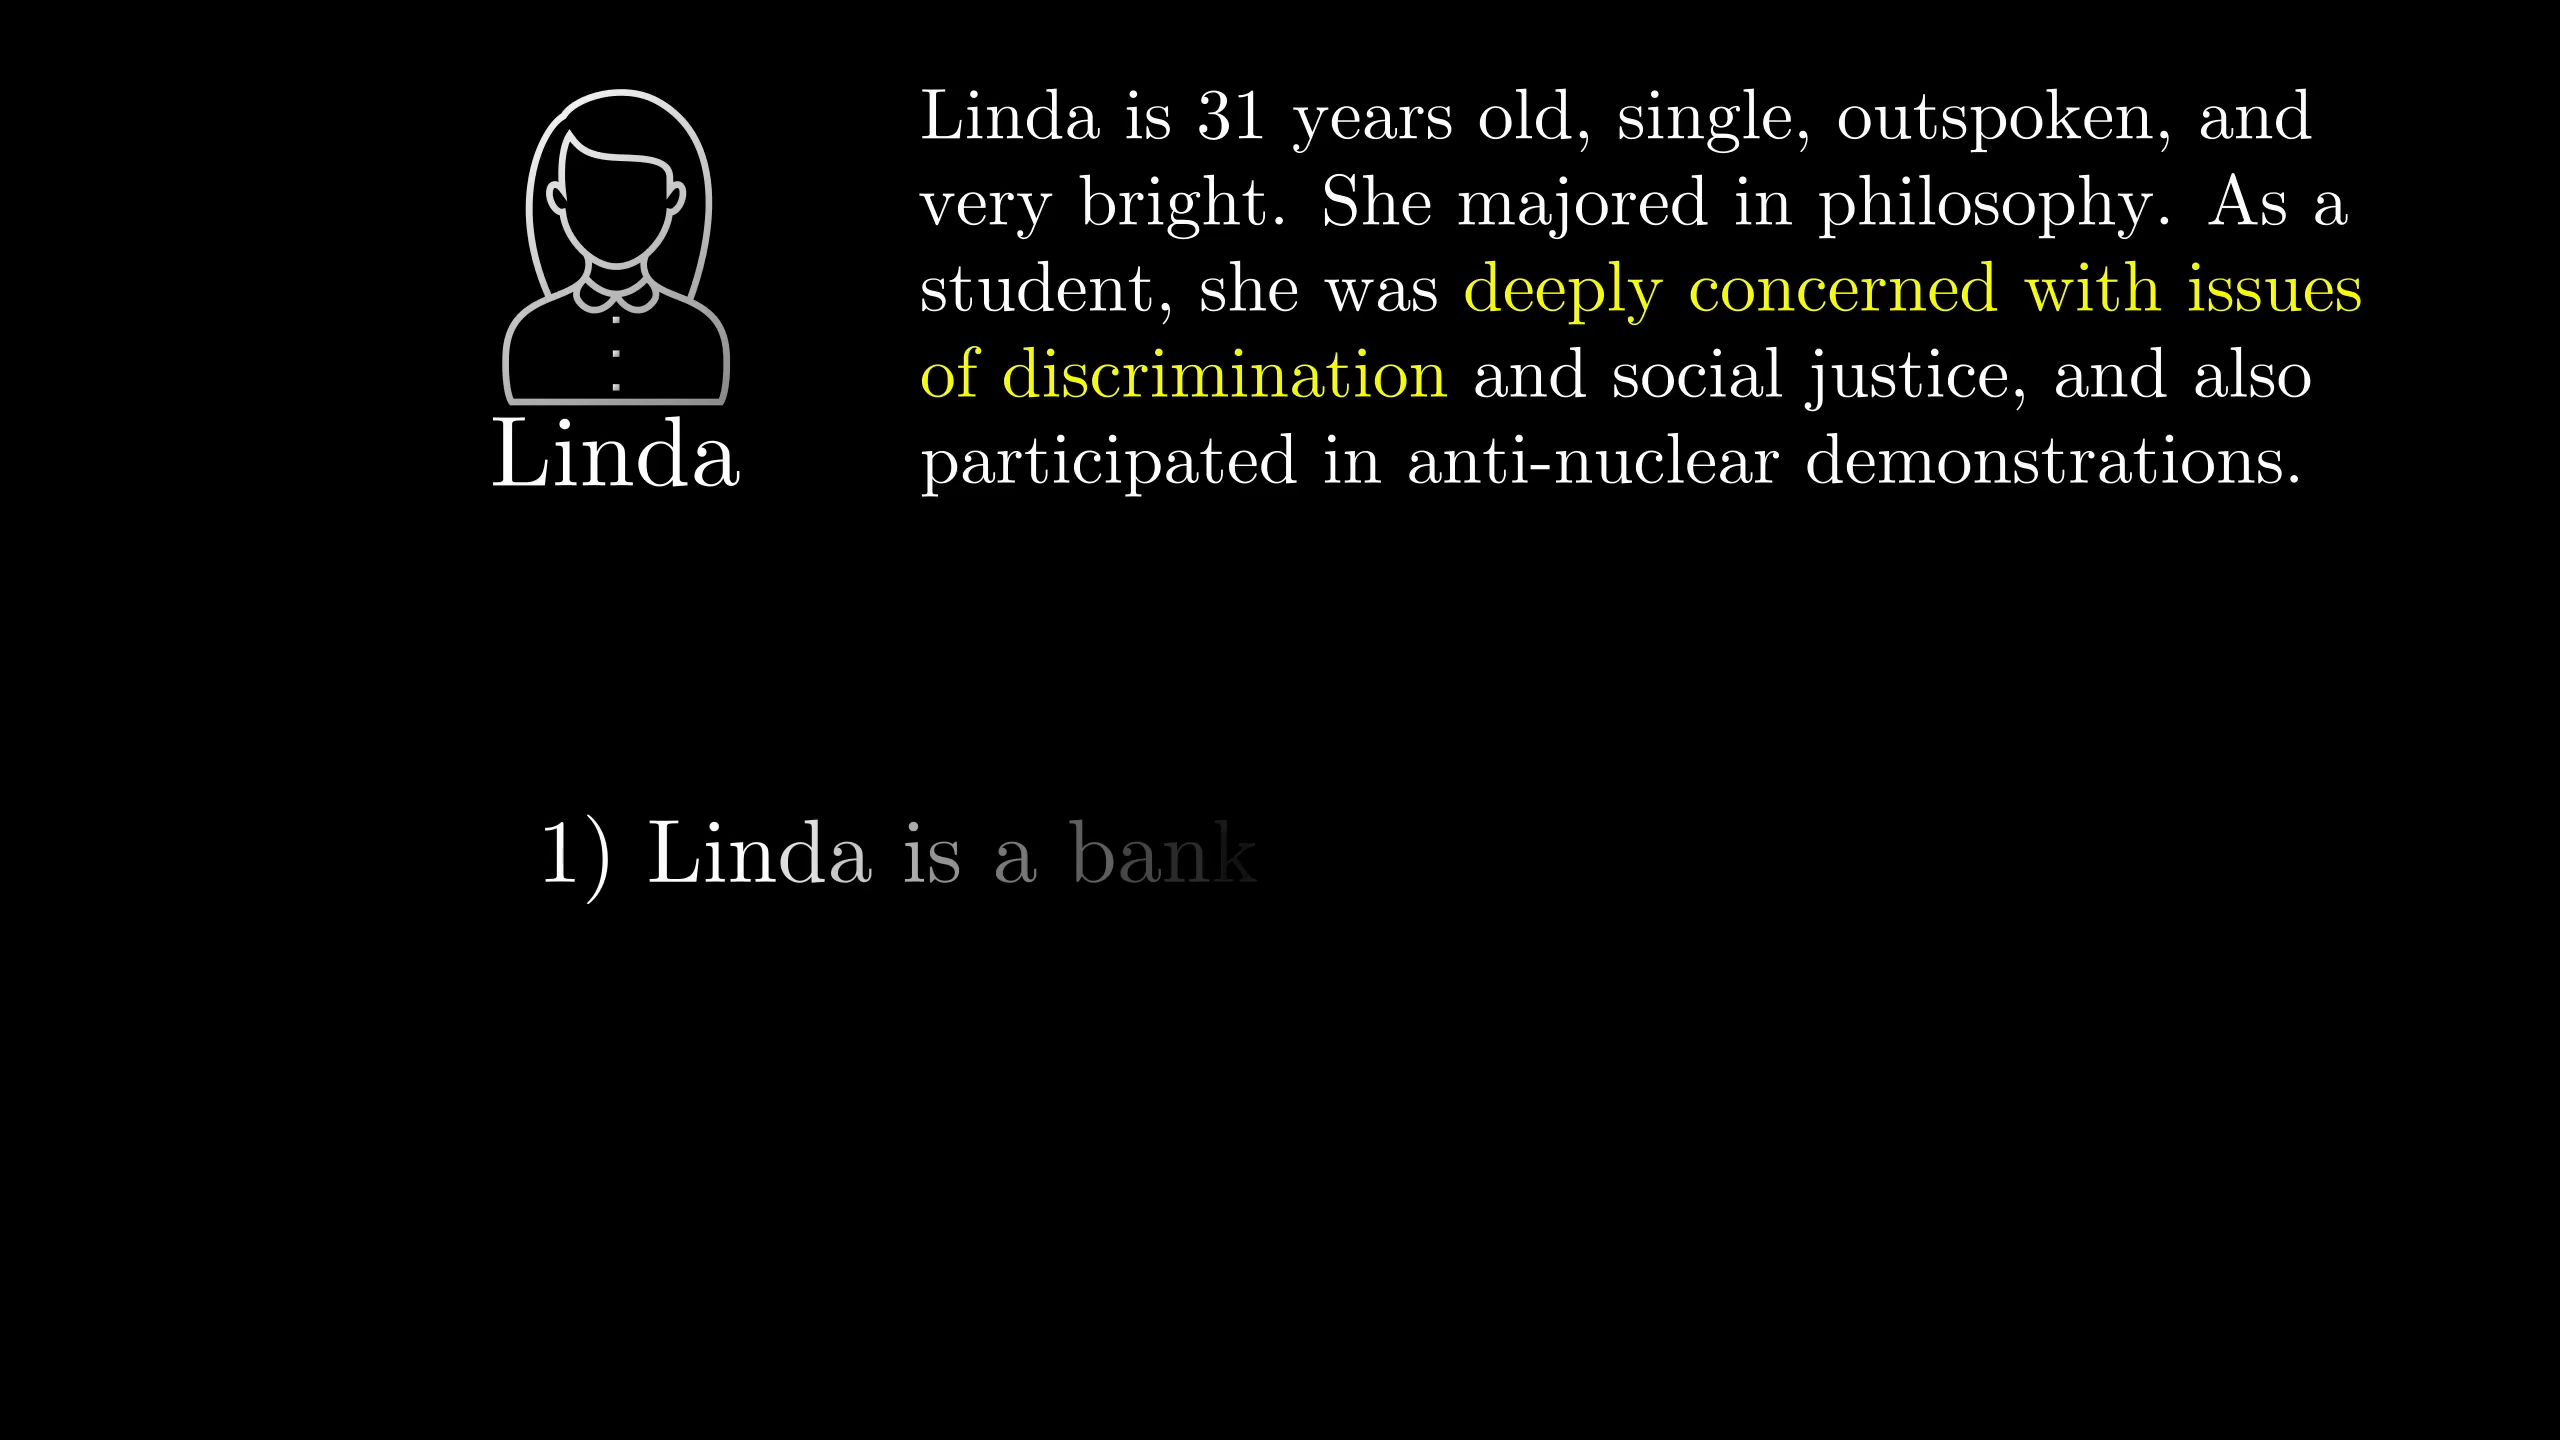 Linda is 31 years old, single, outspoken, and
very bright. She majored in philosophy. As a
student, she was deeply concerned with issues
of discrimination and social justice, and also
participated in anti-nuclear demonstrations.
Linda
1) Linda is a bank